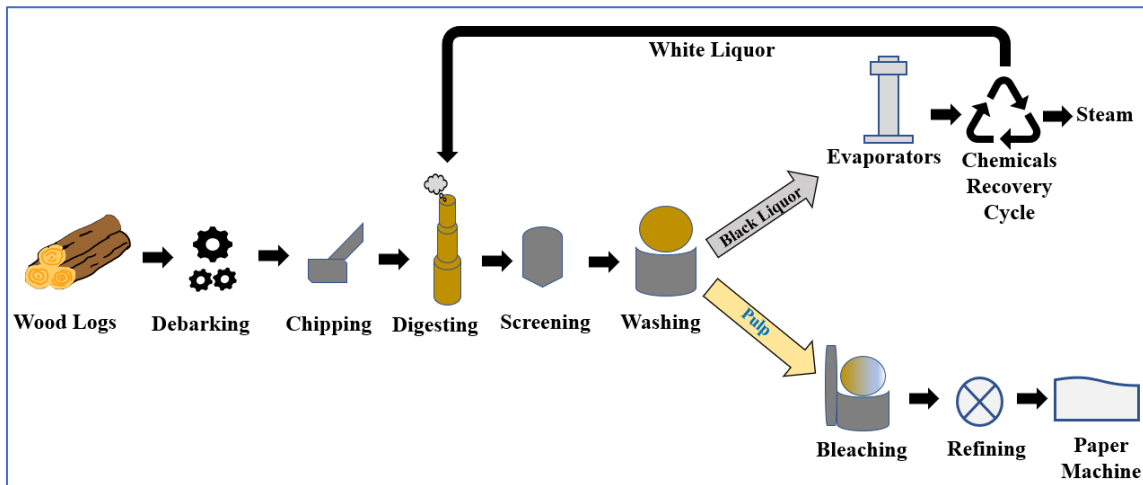 White Liquor
Evaporators
Chemicals
Recovery
Cycle
Steam
Black Liquor
Wood Logs
Debarking
Chipping
Digesting
Screening
Washing
Pulp
Bleaching
Refining
Paper
Machine